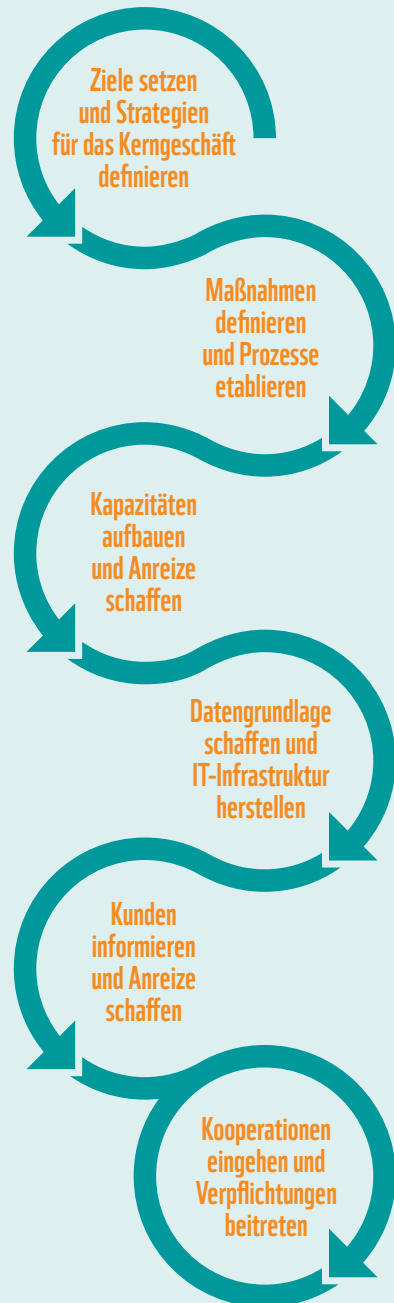 Ziele setzen
und Strategien
für das Kerngeschäft
definieren
Maßnahmen
definieren
und Prozesse
etablieren
Kapazitäten
aufbauen
und Anreize
schaffen
Datengrundlage
schaffen und
IT-Infrastruktur
herstellen
Kunden
informieren
und Anreize
schaffen
Kooperationen
eingehen und
Verpflichtungen
beitreten